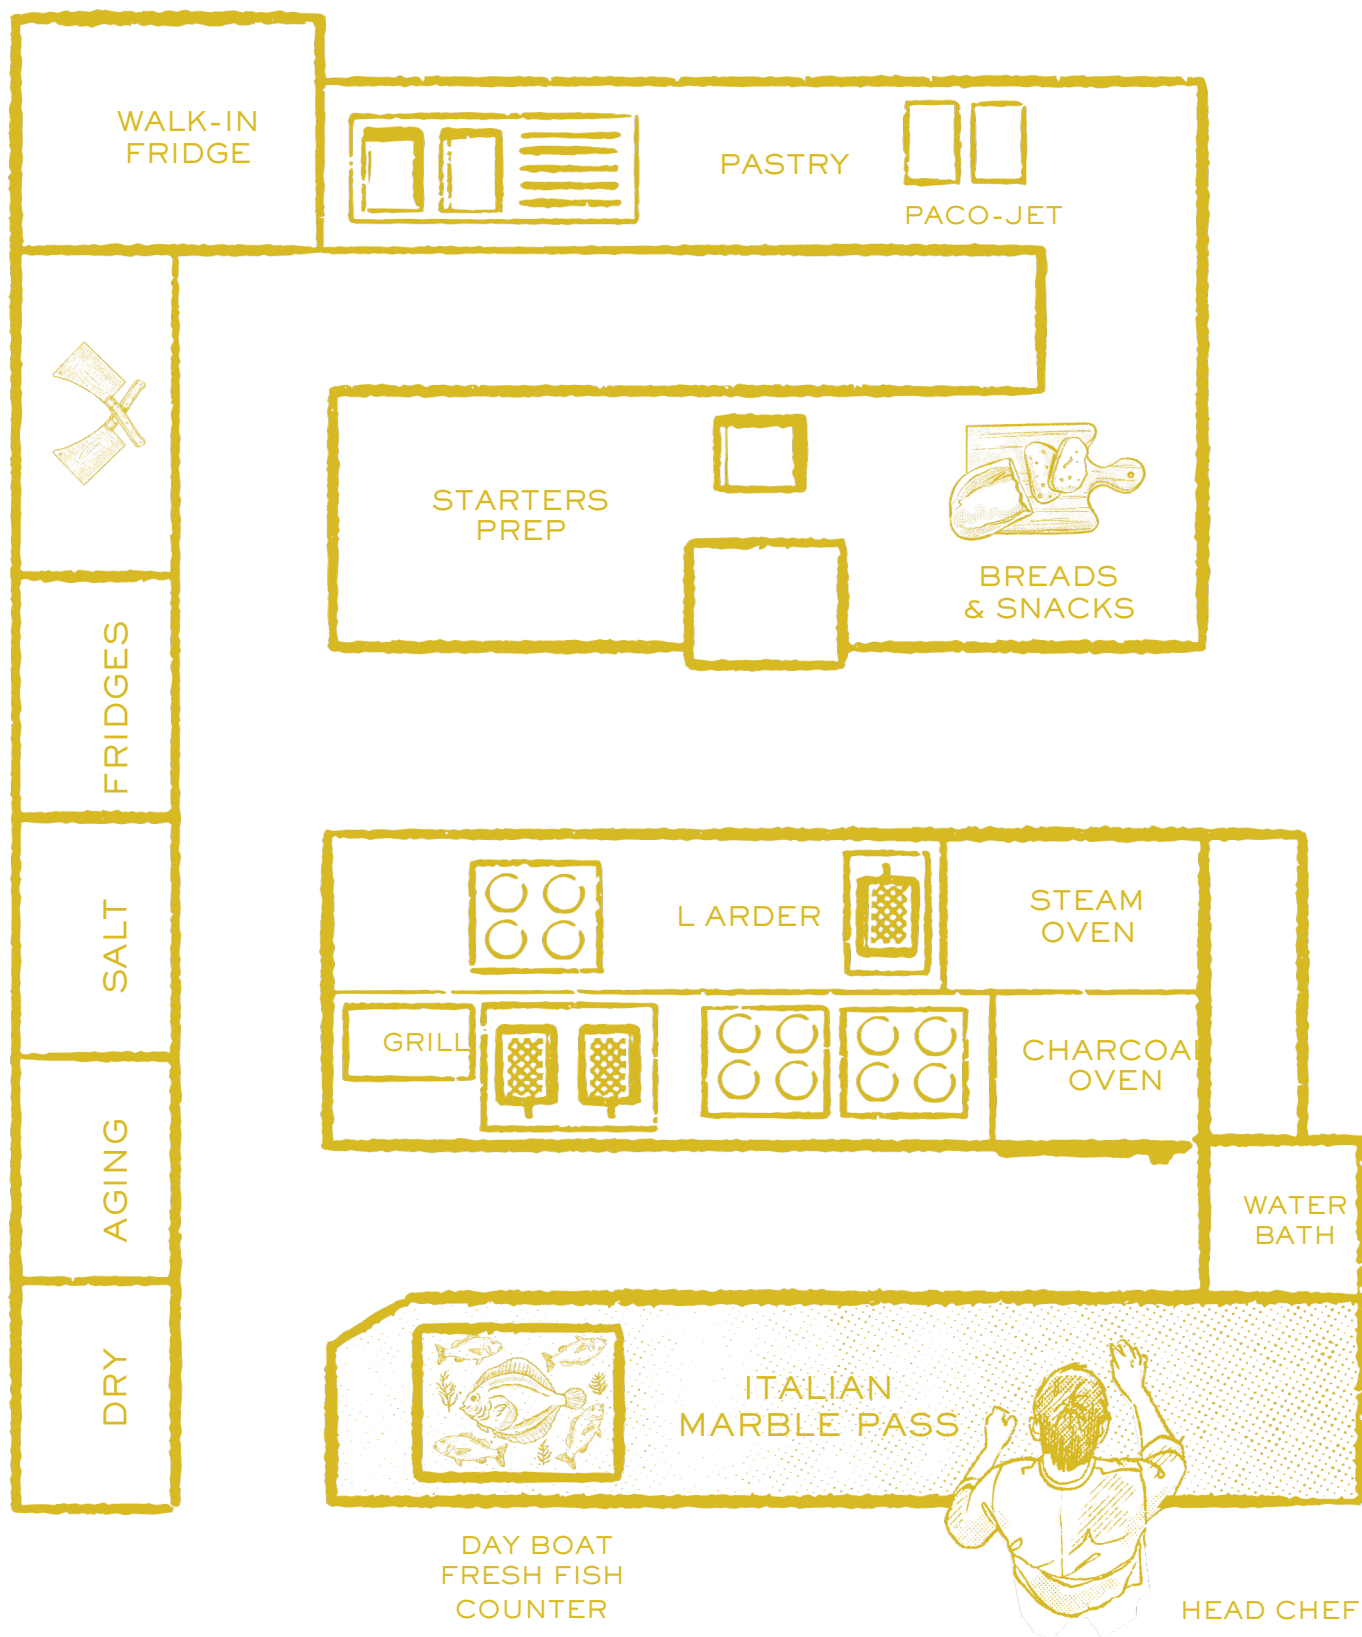 WALK-IN
FRIDGE
PASTRY
PACO-JET
STARTERS
PREP
BREADS
& SNACKS
FRIDGES
SALT
AGING
DRY
L ARDER
STEAM
OVEN
GRILL
CHARCOAL
OVEN
WATER
BATH
ITALIAN
MARBLE PASS
DAY BOAT
FRESH FISH
COUNTER
HEAD CHEF